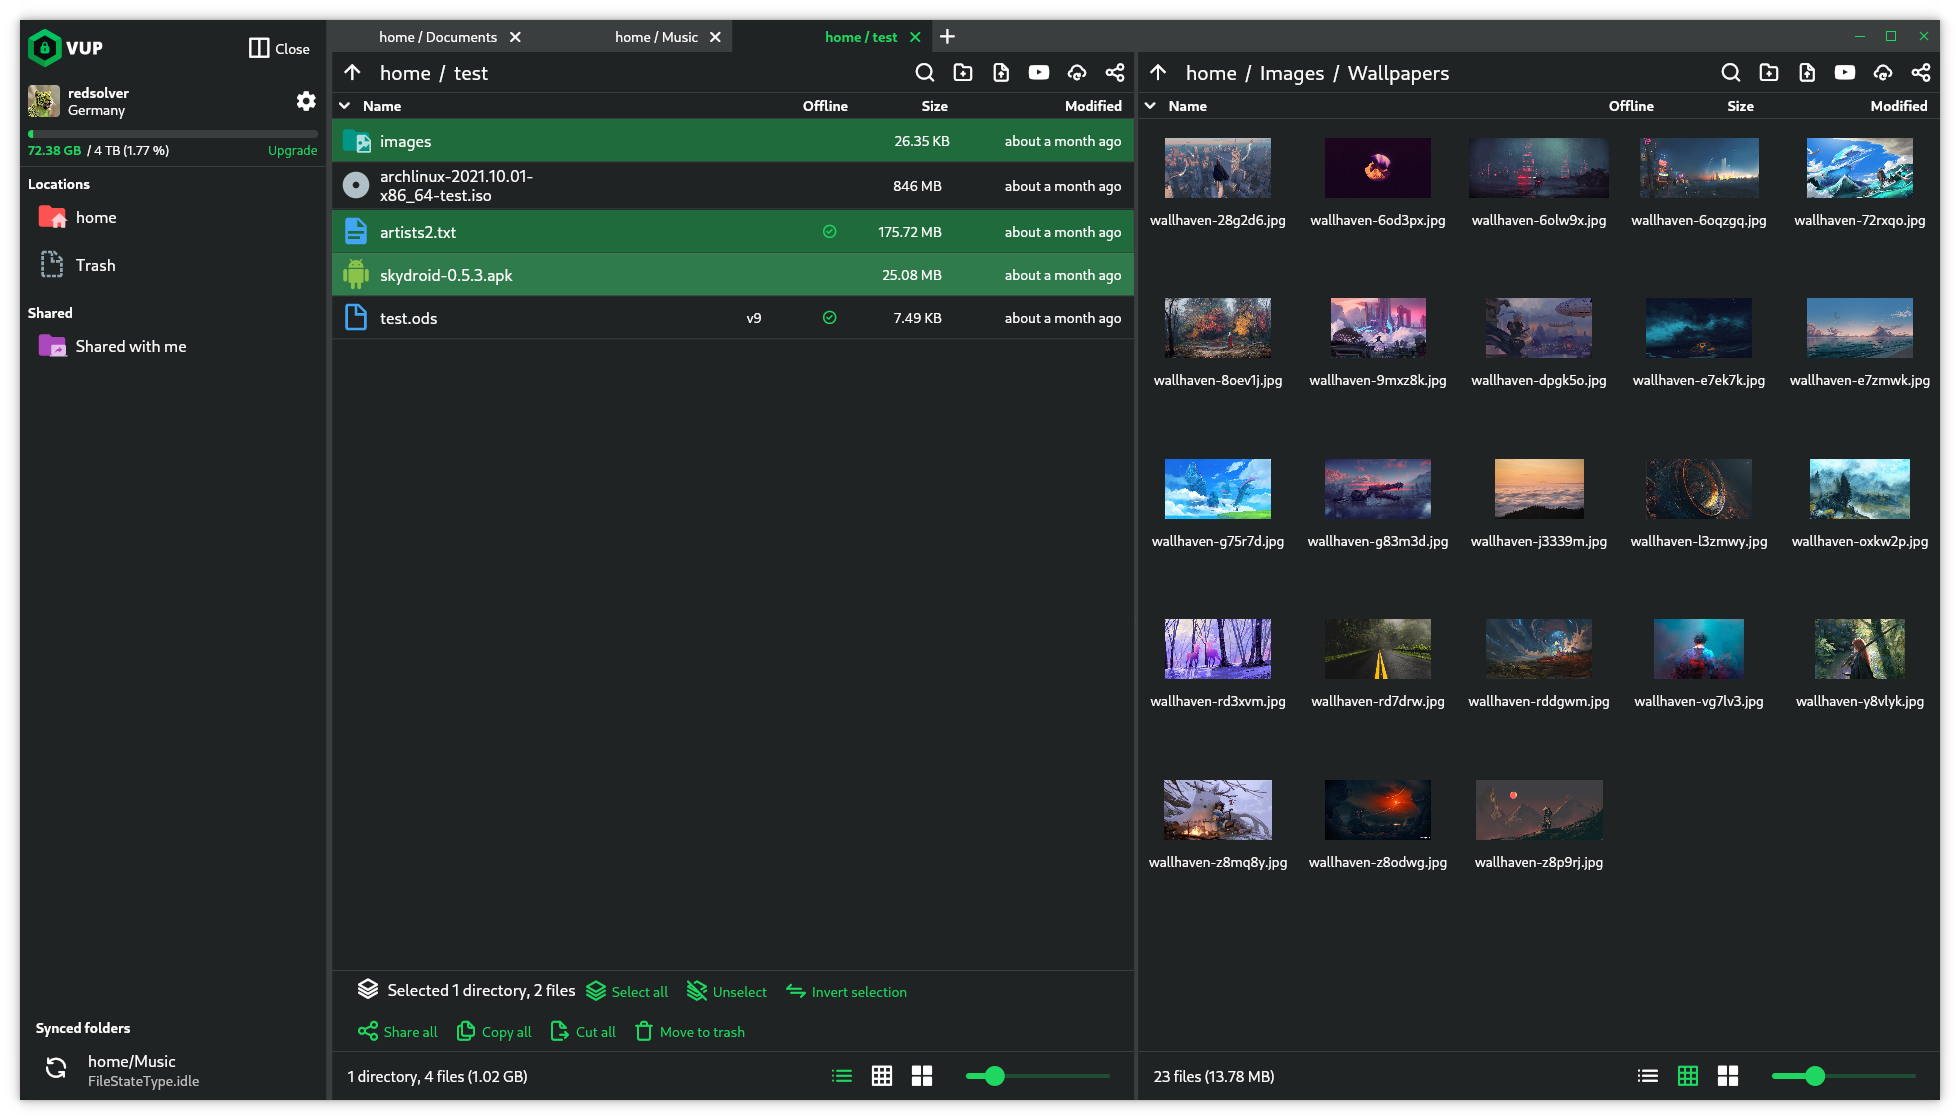 VUP
Close
redsolver
Germany
72.38 GB / 4 TB (1.77 %)
Upgrade
Locations
home
Trash
Shared
Shared with me
Synced folders
home/Music
FileStateType.idle
home / Documents
home / Music
home / test
home / test
Name Offline Size Modified
images 26.35 KB about a month ago
archlinux-2021.10.01-
x86_64-test.iso 846 MB about a month ago
artists2.txt 175.72 MB about a month ago
skydroid-0.5.3.apk 25.08 MB about a month ago
test.ods v9 7.49 KB about a month ago
Selected 1 directory, 2 files Select all Unselect Invert selection
Share all Copy all Cut all Move to trash
1 directory, 4 files (1.02 GB)
home / Images / Wallpapers
Name Offline Size Modified
wallhaven-28g2d6.jpg wallhaven-6od3px.jpg wallhaven-6olw9x.jpg wallhaven-6oqzgq.jpg wallhaven-72rxqo.jpg
wallhaven-8oev1j.jpg wallhaven-9mxz8k.jpg wallhaven-dpgk5o.jpg wallhaven-e7ek7k.jpg wallhaven-e7zmwk.jpg
wallhaven-g75r7d.jpg wallhaven-g83m3d.jpg wallhaven-j3339m.jpg wallhaven-l3zmwy.jpg wallhaven-oxkw2p.jpg
wallhaven-rd3xvm.jpg wallhaven-rd7drw.jpg wallhaven-rddgwm.jpg wallhaven-vg7lv3.jpg wallhaven-y8vlyk.jpg
wallhaven-z8mq8y.jpg wallhaven-z8odwg.jpg wallhaven-z8p9rj.jpg
23 files (13.78 MB)